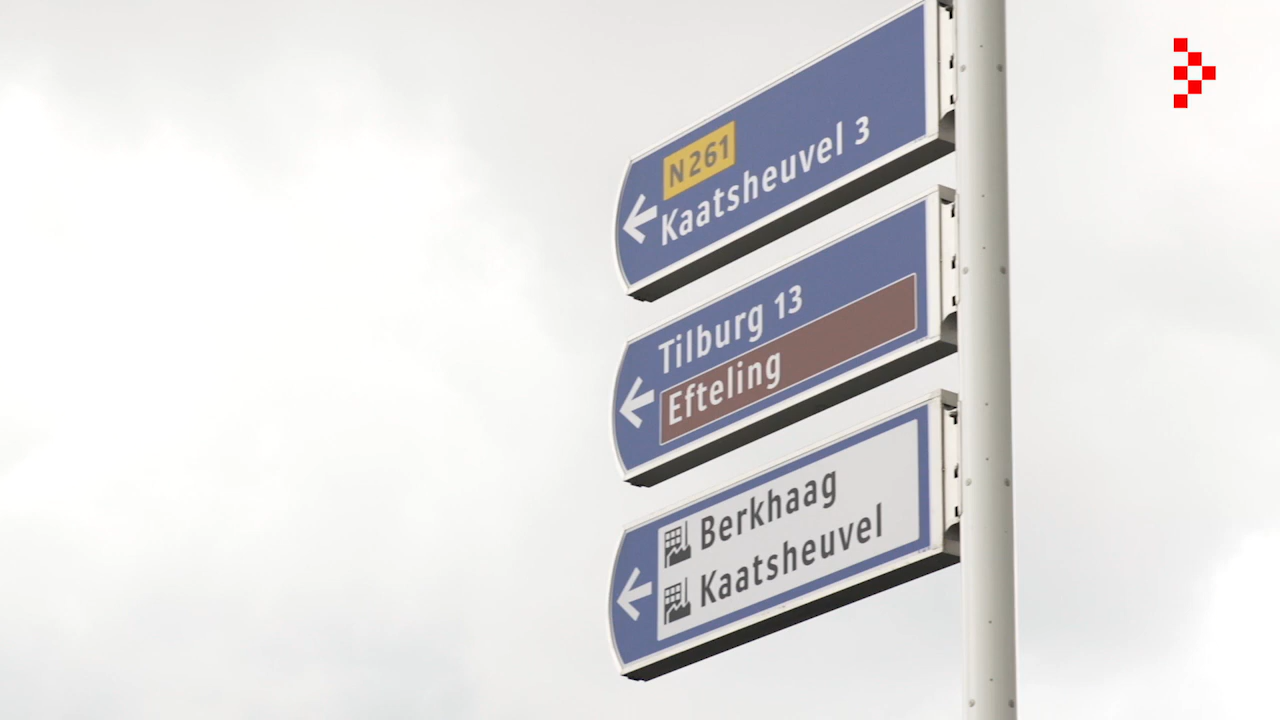 N261
Kaatsheuvel 3
Tilburg 13
Efteling
Berkhaag
Kaatsheuvel